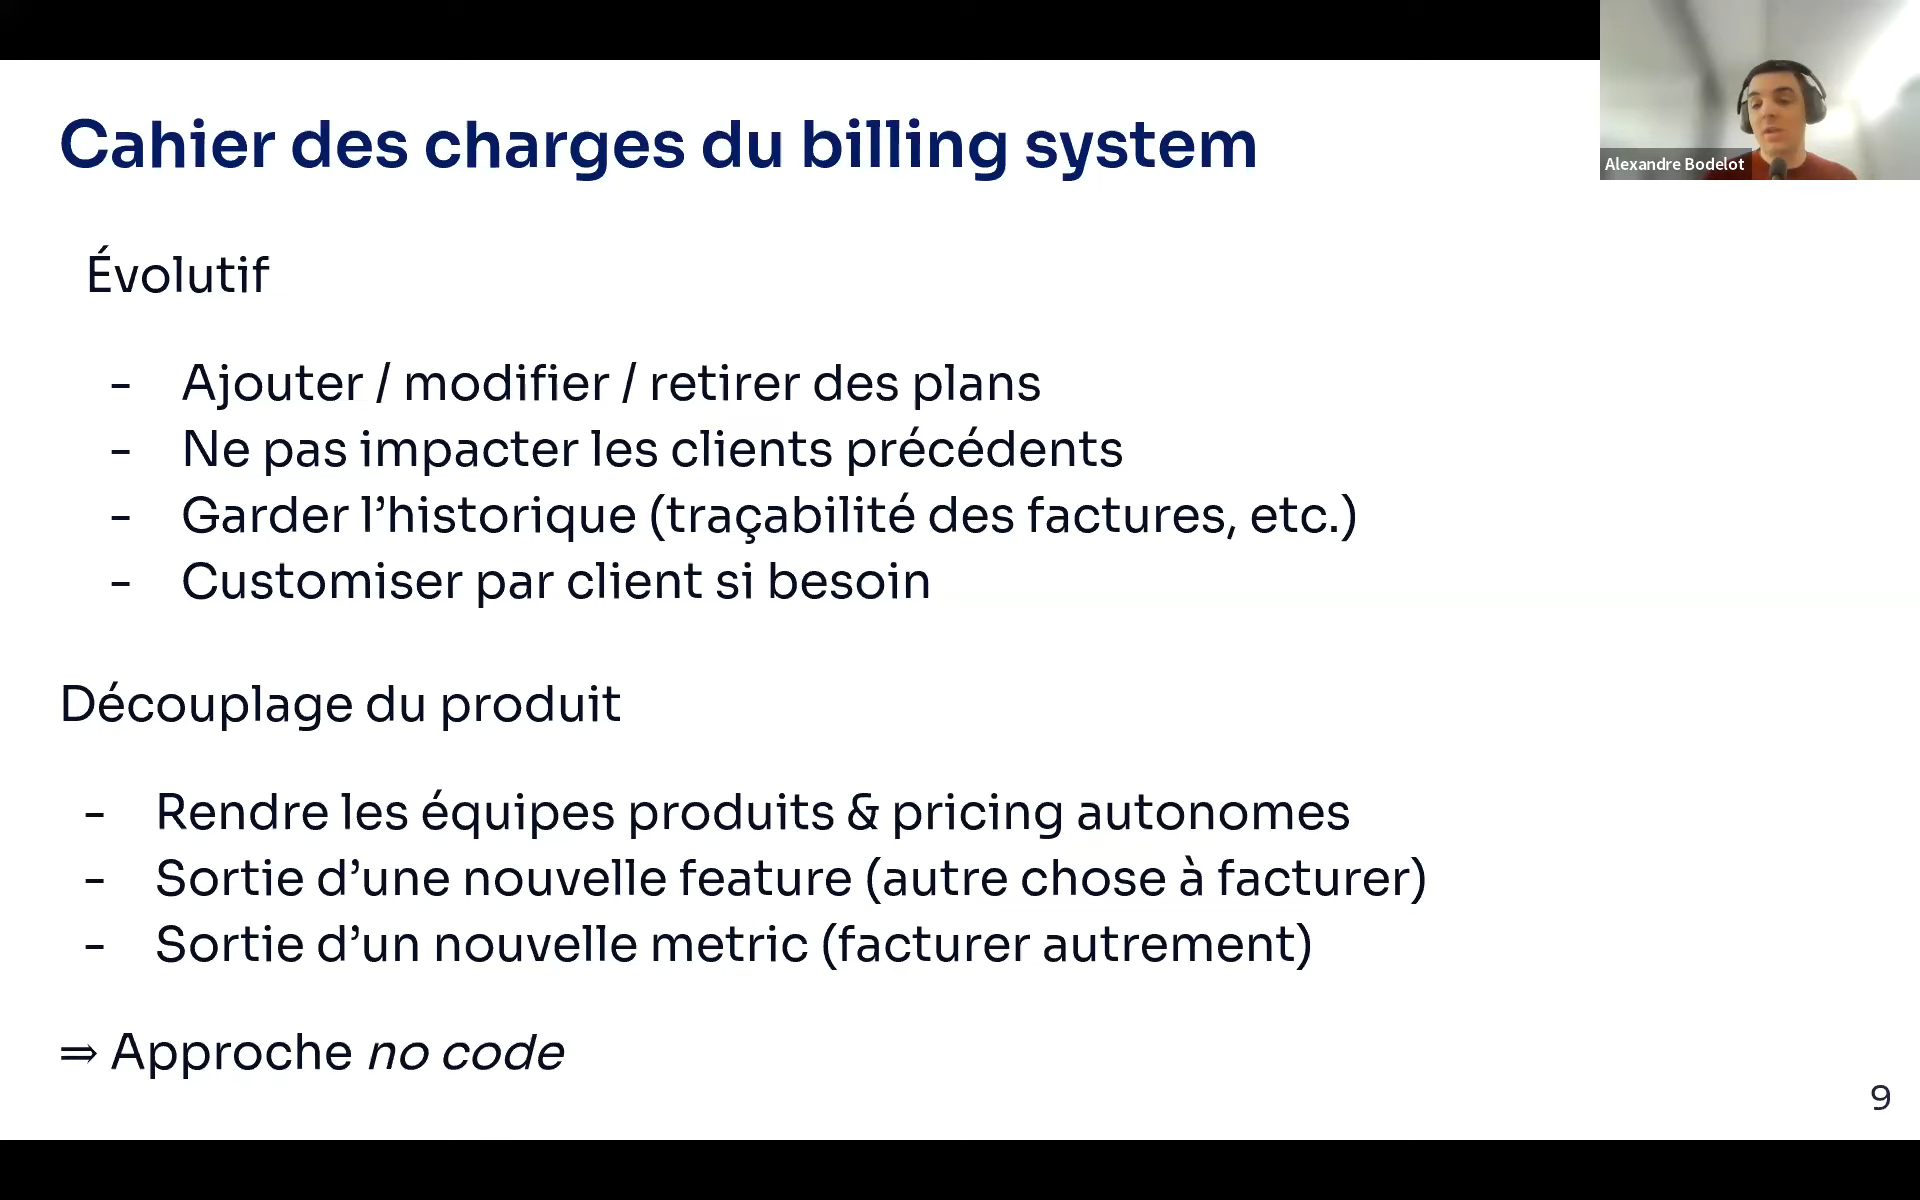 Cahier des charges du billing system
Alexandre Bodelot
Évolutif
- Ajouter / modifier / retirer des plans
- Ne pas impacter les clients précédents
- Garder l’historique (traçabilité des factures, etc.)
- Customiser par client si besoin
Découplage du produit
- Rendre les équipes produits & pricing autonomes
- Sortie d’une nouvelle feature (autre chose à facturer)
- Sortie d’un nouvelle metric (facturer autrement)
⇒ Approche no code
9